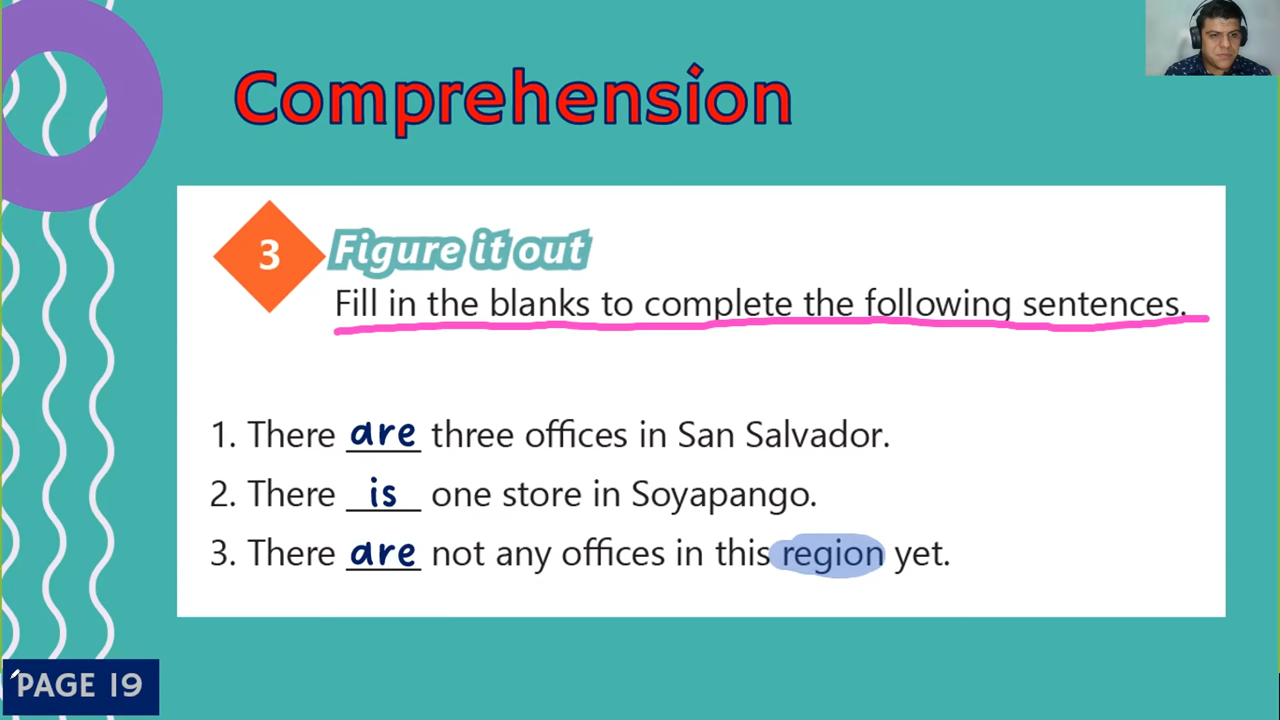 Comprehension
3
Figure it out
Fill in the blanks to complete the following sentences.
1. There are three offices in San Salvador.
2. There is one store in Soyapango.
3. There are not any offices in this region yet.
PAGE 19